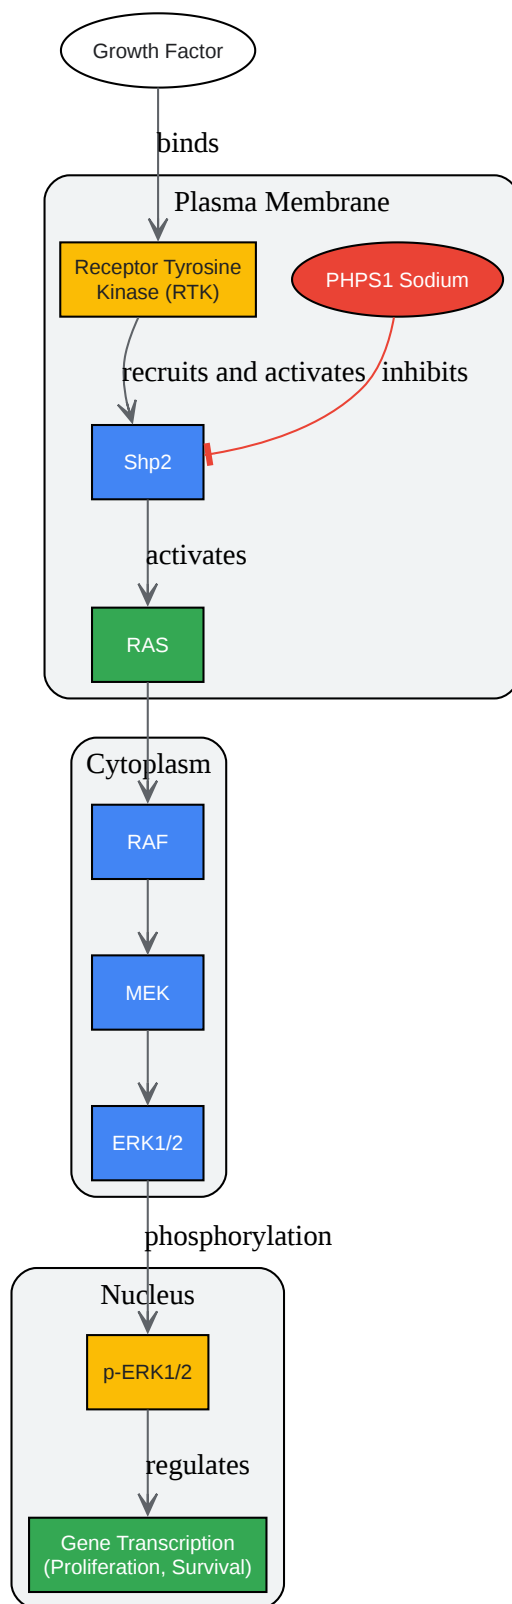 Growth Factor
binds
Plasma Membrane
Receptor Tyrosine
Kinase (RTK)
PHPS1 Sodium
recruits and activates
inhibits
Shp2
activates
RAS
Cytoplasm
RAF
MEK
ERK1/2
phosphorylation
Nucleus
p-ERK1/2
regulates
Gene Transcription
(Proliferation, Survival)